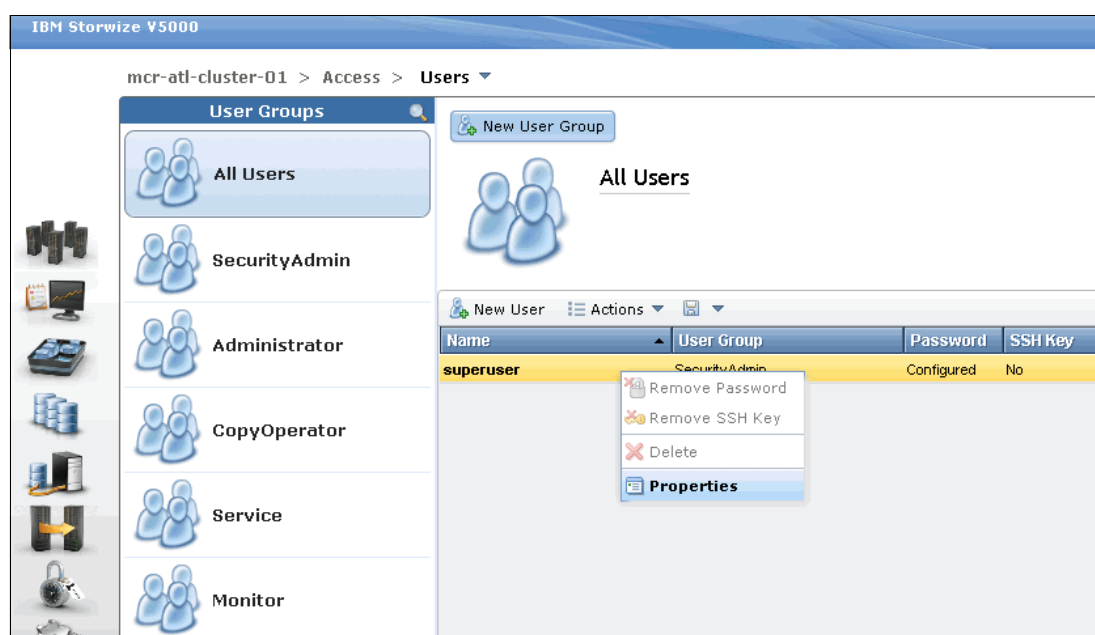 IBM Storwize V5000
mcr-atl-cluster-01 > Access > Users
User Groups
All Users
SecurityAdmin
Administrator
CopyOperator
Service
Monitor
New User Group
All Users
New User Actions
Name User Group Password SSH Key
superuser SecurityAdmin Configured No
Remove Password
Remove SSH Key
Delete
Properties